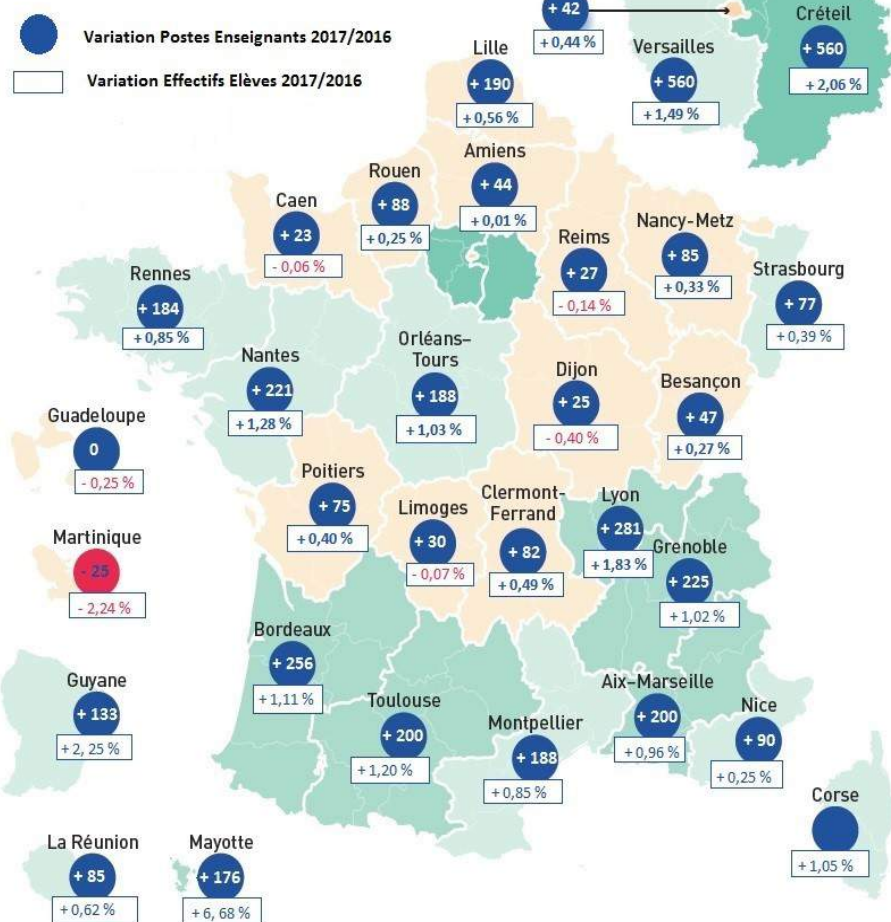 Variation Postes Enseignants 2017/2016
Variation Effectifs Elèves 2017/2016
+ 42
+ 0,44 %
Versailles
+ 560
+ 1,49 %
Créteil
+ 560
+ 2,06 %
Lille
+ 190
+ 0,56 %
Amiens
+ 44
+ 0,01 %
Rouen
+ 88
+ 0,25 %
Caen
+ 23
- 0,06 %
Reims
+ 27
- 0,14 %
Nancy-Metz
+ 85
+ 0,33 %
Strasbourg
+ 77
+ 0,39 %
Rennes
+ 184
+ 0,85 %
Nantes
+ 221
+ 1,28 %
Orléans–
Tours
+ 188
+ 1,03 %
Dijon
+ 25
- 0,40 %
Besançon
+ 47
+ 0,27 %
Guadeloupe
0
- 0,25 %
Poitiers
+ 75
+ 0,40 %
Limoges
+ 30
- 0,07 %
Clermont-
Ferrand
+ 82
+ 0,49 %
Lyon
+ 281
+ 1,83 %
Grenoble
+ 225
+ 1,02 %
Martinique
- 25
- 2,24 %
Bordeaux
+ 256
+ 1,11 %
Guyane
+ 133
+ 2, 25 %
Toulouse
+ 200
+ 1,20 %
Montpellier
+ 188
+ 0,85 %
Aix–Marseille
+ 200
+ 0,96 %
Nice
+ 90
+ 0,25 %
Corse
+ 1,05 %
La Réunion
+ 85
+ 0,62 %
Mayotte
+ 176
+ 6, 68 %